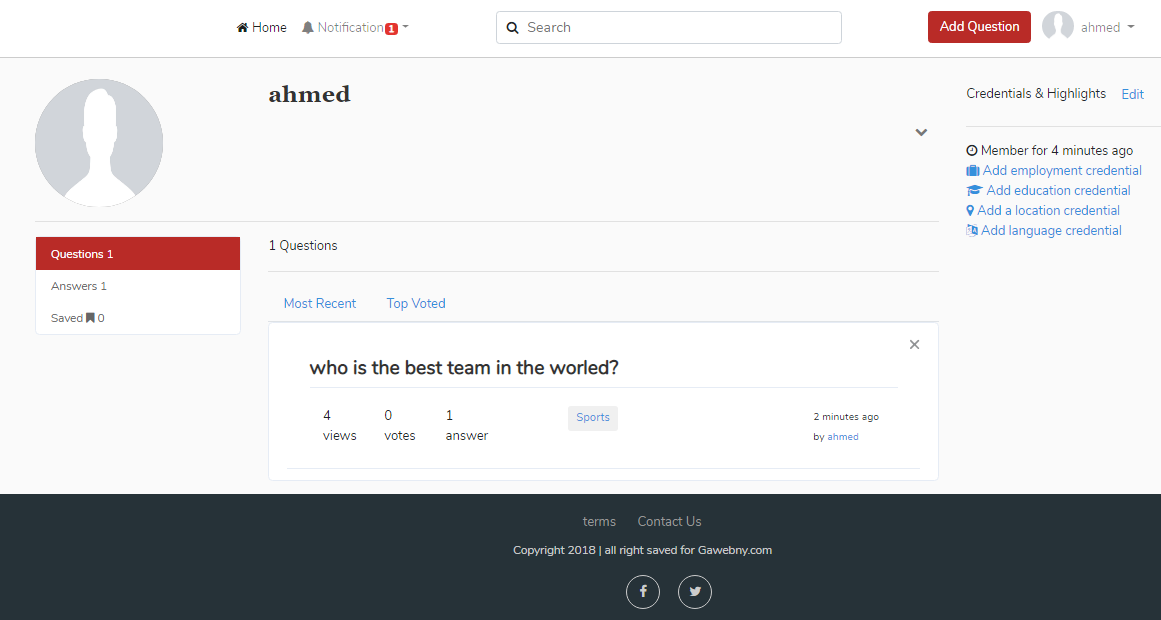 Home Notification 1 Search Add Question ahmed
ahmed
Credentials & Highlights Edit
Member for 4 minutes ago
Add employment credential
Add education credential
Add a location credential
Add language credential
Questions 1
Answers 1
Saved 0
1 Questions
Most Recent Top Voted
who is the best team in the worled?
4 0 1 Sports 2 minutes ago
views votes answer by ahmed
terms Contact Us
Copyright 2018 | all right saved for Gawebny.com